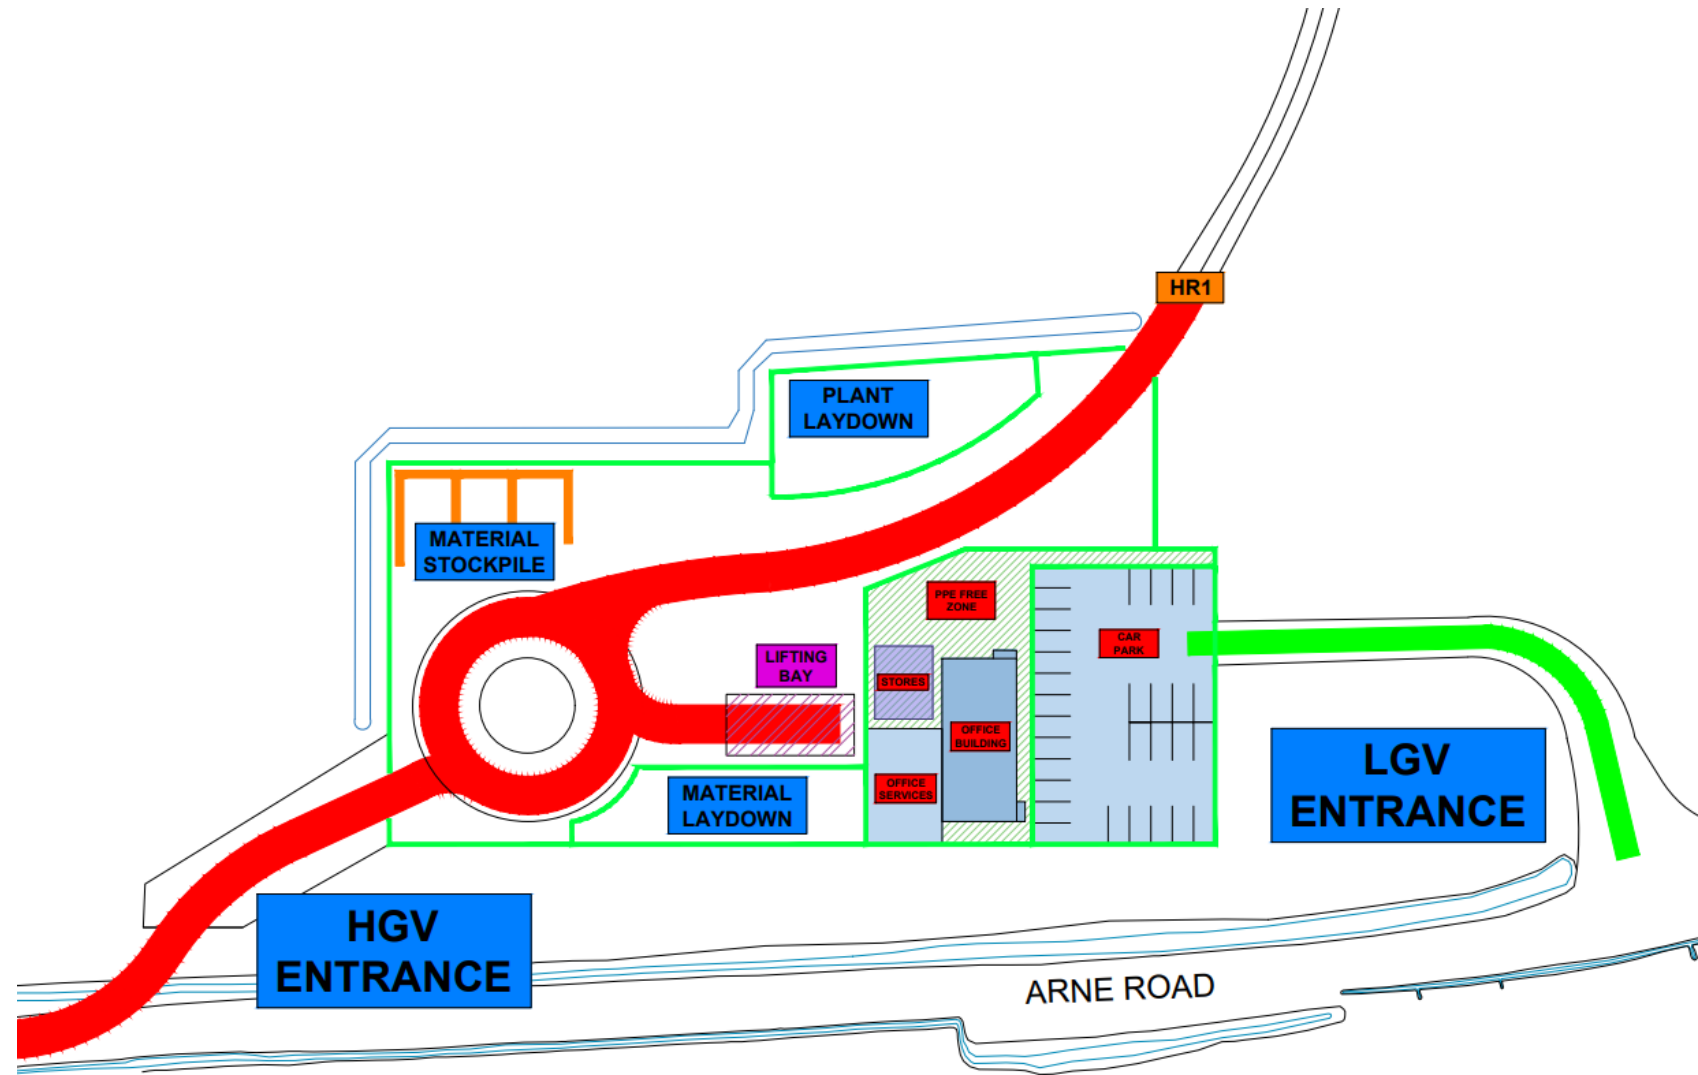 HR1
PLANT
LAYDOWN
MATERIAL
STOCKPILE
PPE FREE
ZONE
CAR
PARK
LIFTING
BAY
STORES
OFFICE
BUILDING
OFFICE
SERVICES
MATERIAL
LAYDOWN
LGV
ENTRANCE
HGV
ENTRANCE
ARNE ROAD